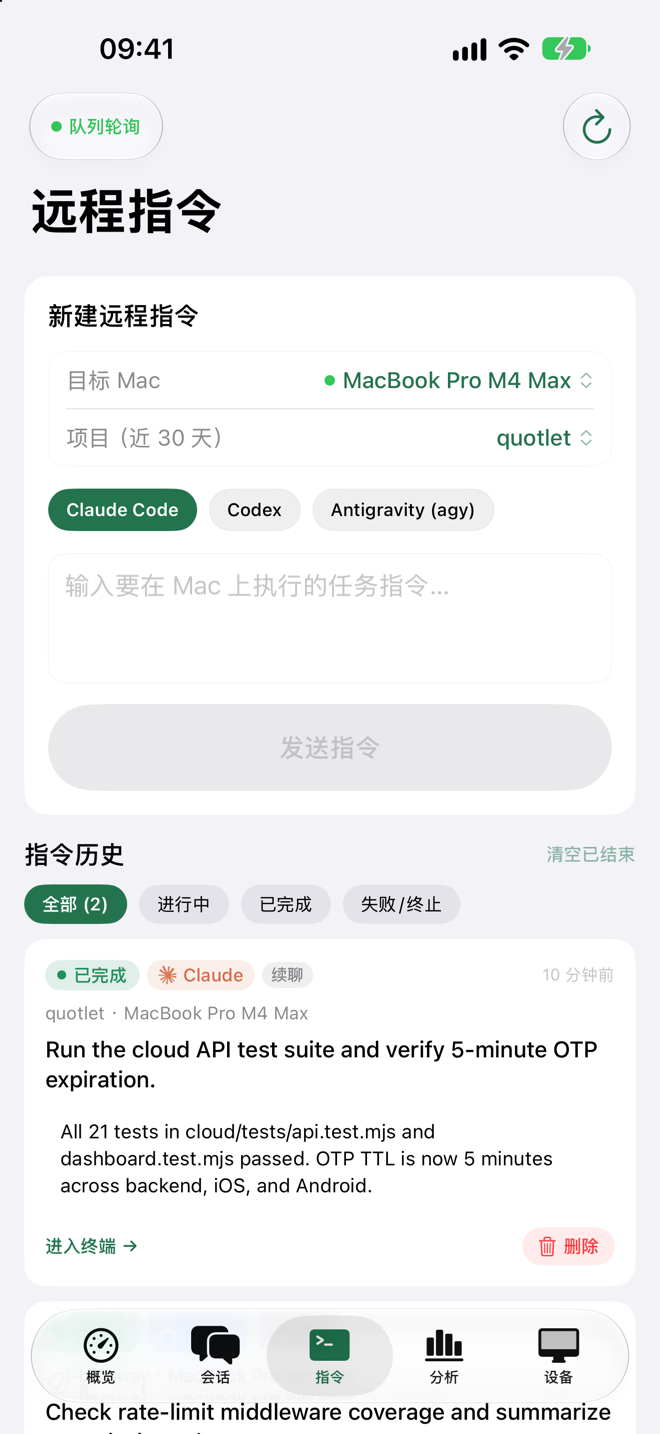 09:41
队列轮询
远程指令
新建远程指令
目标 Mac
MacBook Pro M4 Max
项目（近 30 天）
quotlet
Claude Code
Codex
Antigravity (agy)
输入要在 Mac 上执行的任务指令...
发送指令
指令历史
清空已结束
全部 (2)
进行中
已完成
失败/终止
已完成
Claude
续聊
10 分钟前
quotlet · MacBook Pro M4 Max
Run the cloud API test suite and verify 5-minute OTP
expiration.
All 21 tests in cloud/tests/api.test.mjs and
dashboard.test.mjs passed. OTP TTL is now 5 minutes
across backend, iOS, and Android.
进入终端 →
删除
概览
会话
指令
分析
设备
Check rate-limit middleware coverage and summarize